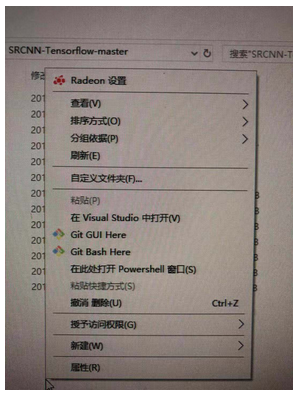 SRCNN-Tensorflow-master
搜索"SRCNN-T
修
Radeon 设置
查看(V)
排序方式(O)
分组依据(P)
刷新(E)
自定义文件夹(F)...
粘贴(P)
在 Visual Studio 中打开(V)
Git GUI Here
Git Bash Here
在此处打开 Powershell 窗口(S)
粘贴快捷方式(S)
撤消 删除(U) Ctrl+Z
授予访问权限(G)
新建(W)
属性(R)
201
201
201
201
201
201
201
201
201
201
201
201